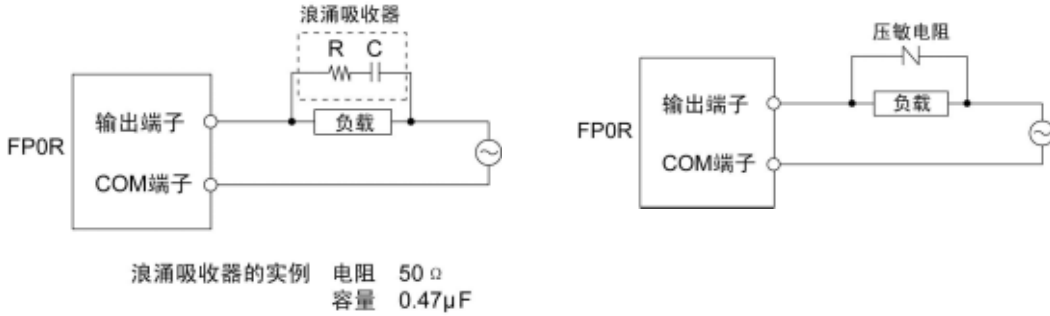 浪涌吸收器
R C
输出端子
负载
FP0R
COM端子
浪涌吸收器的实例 电阻 50 Ω
容量 0.47μF
压敏电阻
输出端子
负载
FP0R
COM端子